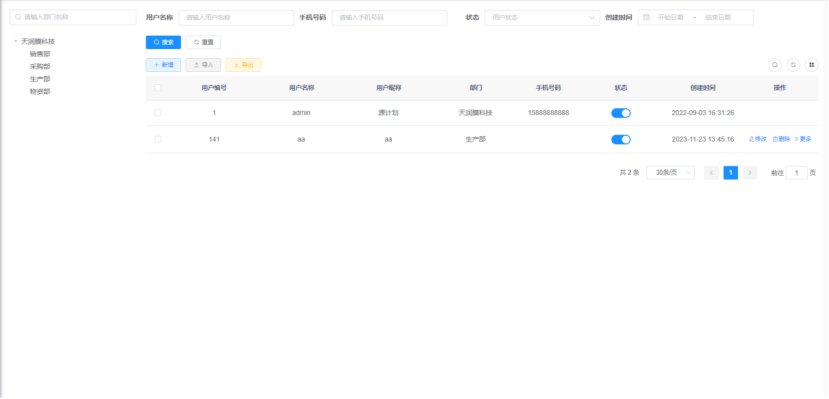 请输入部门名称
天润膜科技
销售部
采购部
生产部
物资部
用户名称 请输入用户名称 手机号码 请输入手机号码 状态 用户状态 创建时间 开始日期 - 结束日期
搜索 重置
新增 导入 导出
用户编号 用户名称 用户昵称 部门 手机号码 状态 创建时间 操作
1 admin 源计划 天润膜科技 15888888888 2022-09-03 16:31:26
141 aa aa 生产部 2023-11-23 13:45:16 修改 删除 更多
共 2 条 38条/页 1 前往 1 页